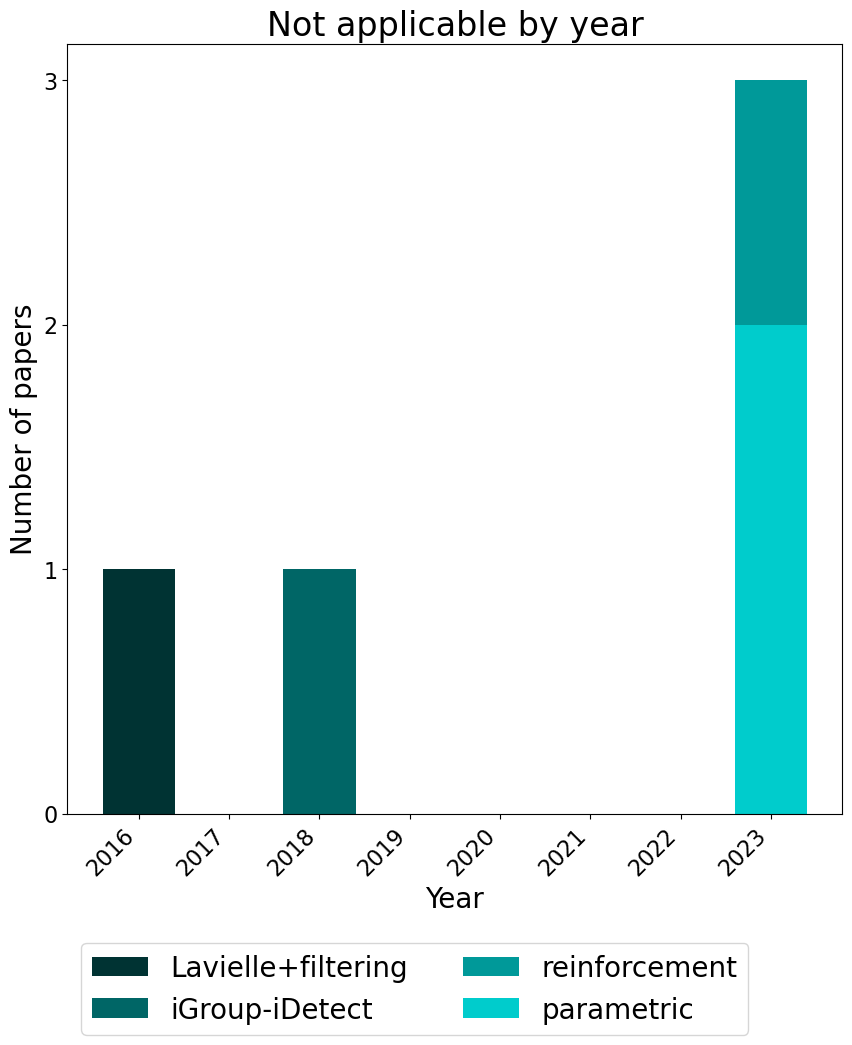 Not applicable by year
Number of papers
3
2
1
0
2016
2017
2018
2019
2020
2021
2022
2023
Year
Lavielle+filtering
iGroup-iDetect
reinforcement
parametric